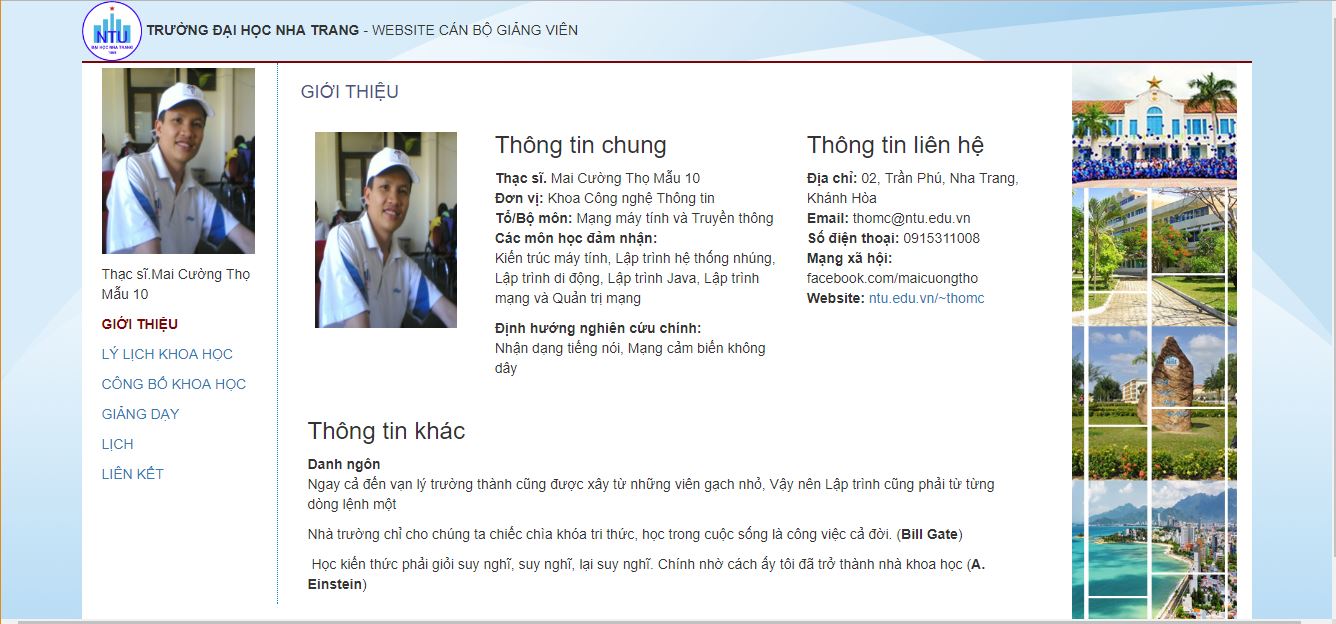 NTU
ĐẠI HỌC NHA TRANG
1959
TRƯỜNG ĐẠI HỌC NHA TRANG - WEBSITE CÁN BỘ GIẢNG VIÊN
Thạc sĩ.Mai Cường Thọ
Mẫu 10
GIỚI THIỆU
LÝ LỊCH KHOA HỌC
CÔNG BỐ KHOA HỌC
GIẢNG DẠY
LỊCH
LIÊN KẾT
GIỚI THIỆU
Thông tin chung
Thạc sĩ. Mai Cường Thọ Mẫu 10
Đơn vị: Khoa Công nghệ Thông tin
Tổ/Bộ môn: Mạng máy tính và Truyền thông
Các môn học đảm nhận:
Kiến trúc máy tính, Lập trình hệ thống nhúng,
Lập trình di động, Lập trình Java, Lập trình
mạng và Quản trị mạng
Định hướng nghiên cứu chính:
Nhận dạng tiếng nói, Mạng cảm biến không
dây
Thông tin liên hệ
Địa chỉ: 02, Trần Phú, Nha Trang,
Khánh Hòa
Email: thomc@ntu.edu.vn
Số điện thoại: 0915311008
Mạng xã hội:
facebook.com/maicuongtho
Website: ntu.edu.vn/~thomc
Thông tin khác
Danh ngôn
Ngay cả đến vạn lý trường thành cũng được xây từ những viên gạch nhỏ, Vậy nên Lập trình cũng phải từ từng
dòng lệnh một
Nhà trường chỉ cho chúng ta chiếc chìa khóa tri thức, học trong cuộc sống là công việc cả đời. (Bill Gate)
Học kiến thức phải giỏi suy nghĩ, suy nghĩ, lại suy nghĩ. Chính nhờ cách ấy tôi đã trở thành nhà khoa học (A.
Einstein)
NTU